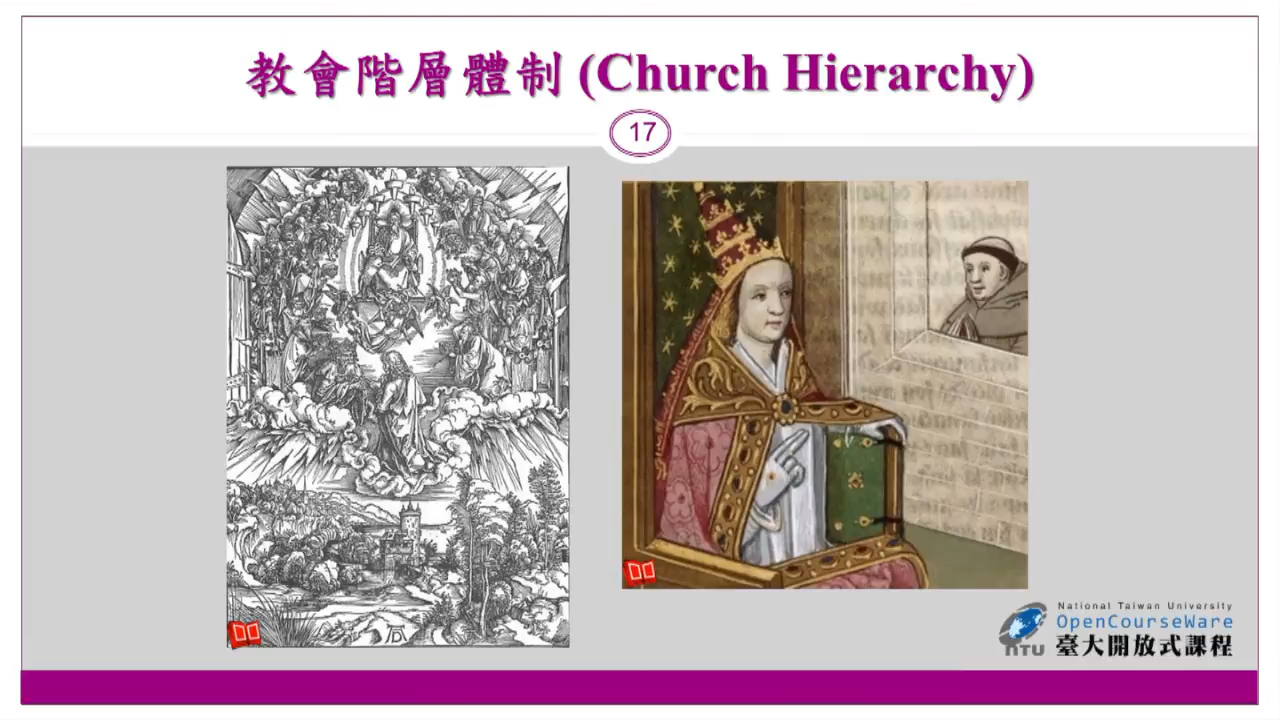 教會階層體制 (Church Hierarchy)
17
National Taiwan University
OpenCourseWare
NTU 臺大開放式課程